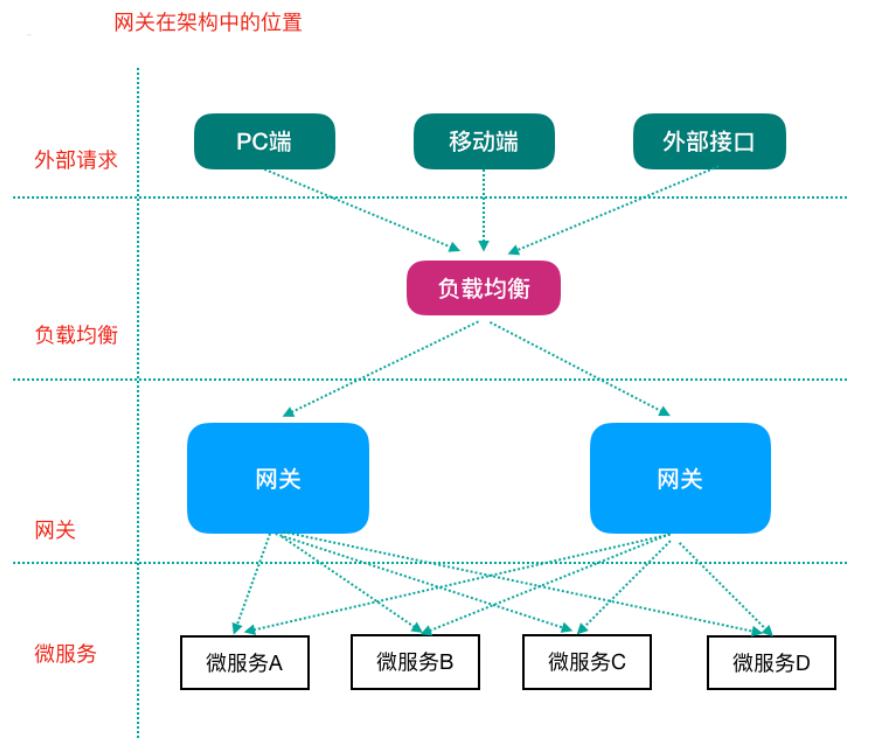 网关在架构中的位置
PC端
移动端
外部接口
外部请求
负载均衡
负载均衡
网关
网关
网关
微服务
微服务A
微服务B
微服务C
微服务D